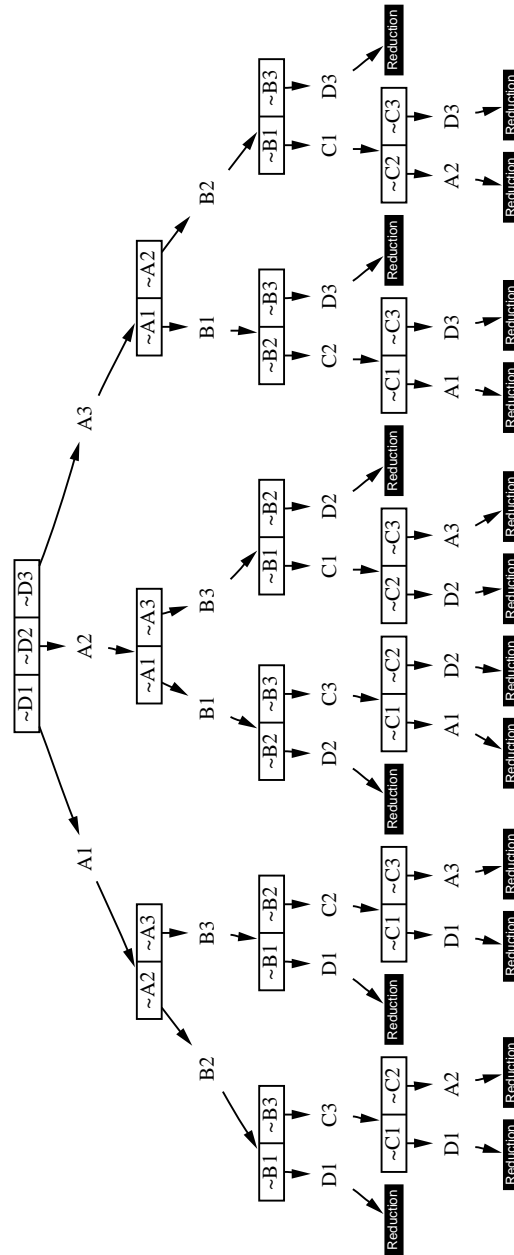 ~D1 ~D2 ~D3
A1 A2 A3
~A2 ~A3 ~A1 ~A3 ~A1 ~A2
B2 B3 B1 B3 B1 B2
~B1 ~B3 ~B1 ~B2 ~B2 ~B3 ~B1 ~B2 ~B2 ~B3 ~B1 ~B3
D1 C3 D1 C2 D2 C3 C1 D2 C2 D3 C1 D3
Reduction ~C1 ~C2 Reduction ~C1 ~C3 Reduction ~C1 ~C2 ~C2 ~C3 Reduction ~C1 ~C3 Reduction ~C2 ~C3 Reduction
D1 A2 D1 A3 A1 D2 D2 A3 A1 D3 A2 D3
Reduction Reduction Reduction Reduction Reduction Reduction Reduction Reduction Reduction Reduction Reduction Reduction